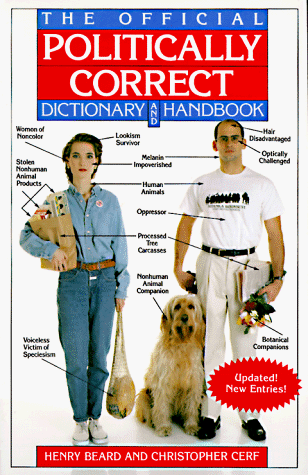 THE OFFICIAL
POLITICALLY
CORRECT
DICTIONARY AND HANDBOOK
Women of
Noncolor
Lookism
Survivor
Hair
Disadvantaged
Optically
Challenged
Stolen
Nonhuman
Animal
Products
Melanin
Impoverished
Human
Animals
Oppressor
Processed
Tree
Carcasses
Nonhuman
Animal
Companion
Voiceless
Victim of
Speciesism
Botanical
Companions
Updated!
New Entries!
HENRY BEARD AND CHRISTOPHER CERF